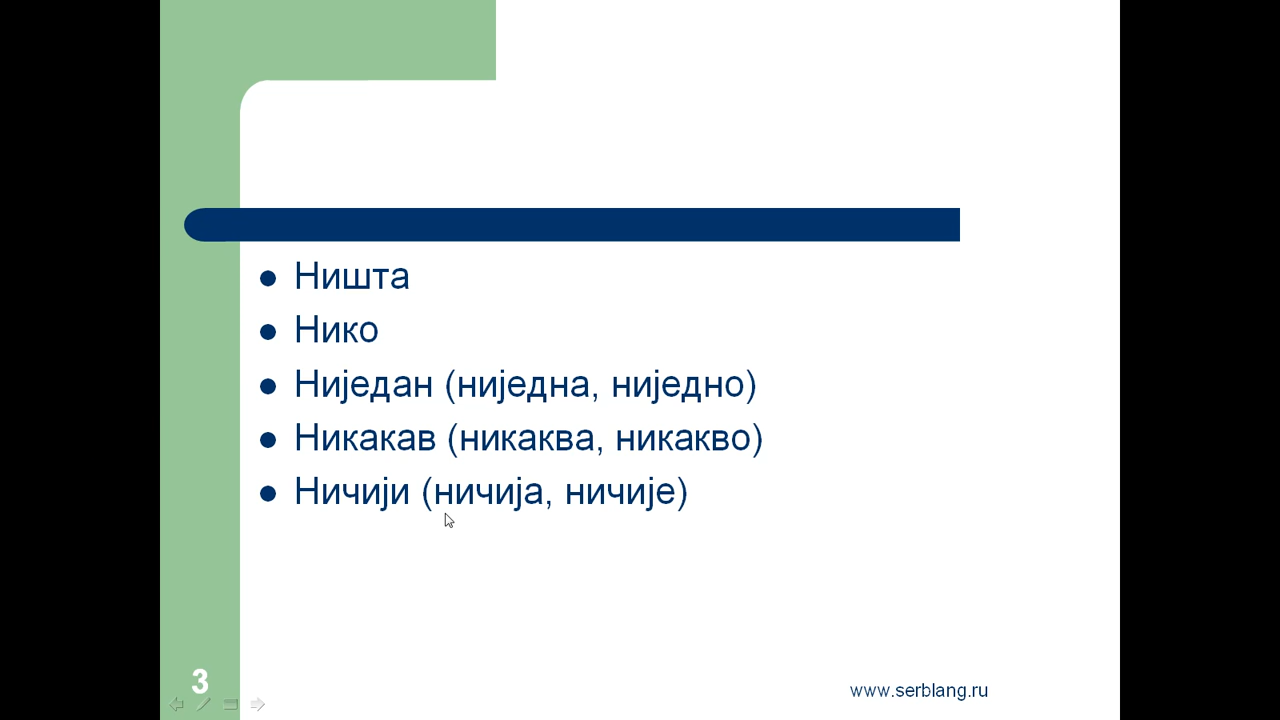 Ништа
Нико
Ниједан (ниједна, ниједно)
Никакав (никаква, никакво)
Ничији (ничија, ничије)
3
www.serblang.ru